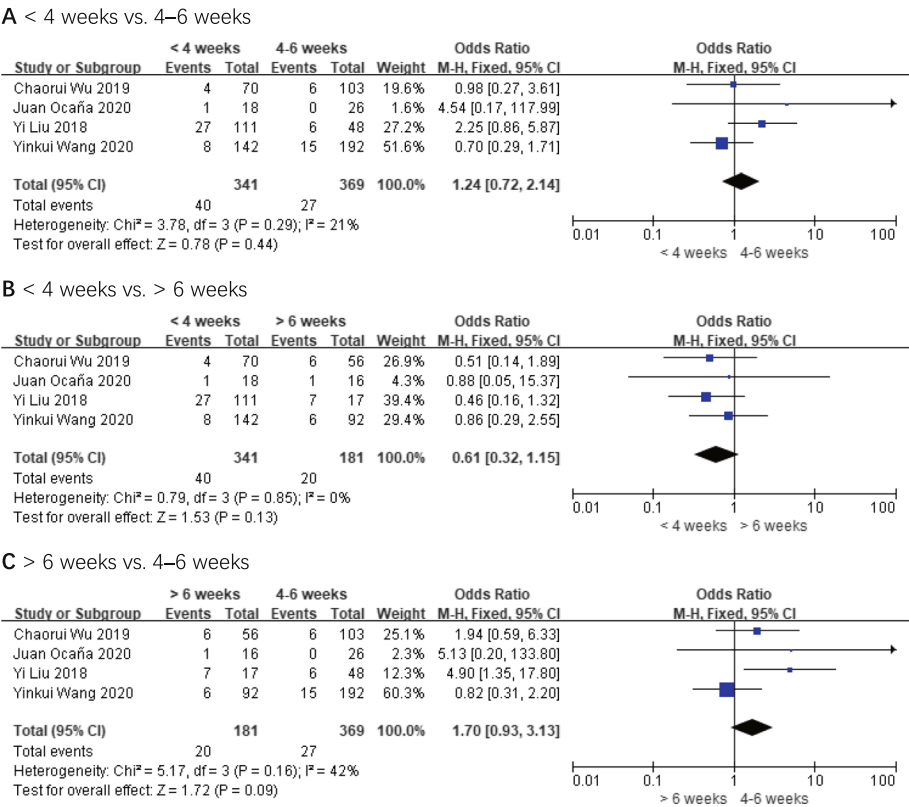 A < 4 weeks vs. 4–6 weeks
< 4 weeks 4-6 weeks Odds Ratio Odds Ratio
Study or Subgroup Events Total Events Total Weight M-H, Fixed, 95% CI M-H, Fixed, 95% CI
Chaorui Wu 2019 4 70 6 103 19.6% 0.98 [0.27, 3.61]
Juan Ocaña 2020 1 18 0 26 1.6% 4.54 [0.17, 117.99]
Yi Liu 2018 27 111 6 48 27.2% 2.25 [0.86, 5.87]
Yinkui Wang 2020 8 142 15 192 51.6% 0.70 [0.29, 1.71]
Total (95% CI) 341 369 100.0% 1.24 [0.72, 2.14]
Total events 40 27
Heterogeneity: Chi² = 3.78, df = 3 (P = 0.29); I² = 21%
Test for overall effect: Z = 0.78 (P = 0.44)
0.01 0.1 1 10 100
< 4 weeks 4-6 weeks
B < 4 weeks vs. > 6 weeks
< 4 weeks > 6 weeks Odds Ratio Odds Ratio
Study or Subgroup Events Total Events Total Weight M-H, Fixed, 95% CI M-H, Fixed, 95% CI
Chaorui Wu 2019 4 70 6 56 26.9% 0.51 [0.14, 1.89]
Juan Ocaña 2020 1 18 1 16 4.3% 0.88 [0.05, 15.37]
Yi Liu 2018 27 111 7 17 39.4% 0.46 [0.16, 1.32]
Yinkui Wang 2020 8 142 6 92 29.4% 0.86 [0.29, 2.55]
Total (95% CI) 341 181 100.0% 0.61 [0.32, 1.15]
Total events 40 20
Heterogeneity: Chi² = 0.79, df = 3 (P = 0.85); I² = 0%
Test for overall effect: Z = 1.53 (P = 0.13)
0.01 0.1 1 10 100
< 4 weeks > 6 weeks
C > 6 weeks vs. 4–6 weeks
> 6 weeks 4-6 weeks Odds Ratio Odds Ratio
Study or Subgroup Events Total Events Total Weight M-H, Fixed, 95% CI M-H, Fixed, 95% CI
Chaorui Wu 2019 6 56 6 103 25.1% 1.94 [0.59, 6.33]
Juan Ocaña 2020 1 16 0 26 2.3% 5.13 [0.20, 133.80]
Yi Liu 2018 7 17 6 48 12.3% 4.90 [1.35, 17.80]
Yinkui Wang 2020 6 92 15 192 60.3% 0.82 [0.31, 2.20]
Total (95% CI) 181 369 100.0% 1.70 [0.93, 3.13]
Total events 20 27
Heterogeneity: Chi² = 5.17, df = 3 (P = 0.16); I² = 42%
Test for overall effect: Z = 1.72 (P = 0.09)
0.01 0.1 1 10 100
> 6 weeks 4-6 weeks